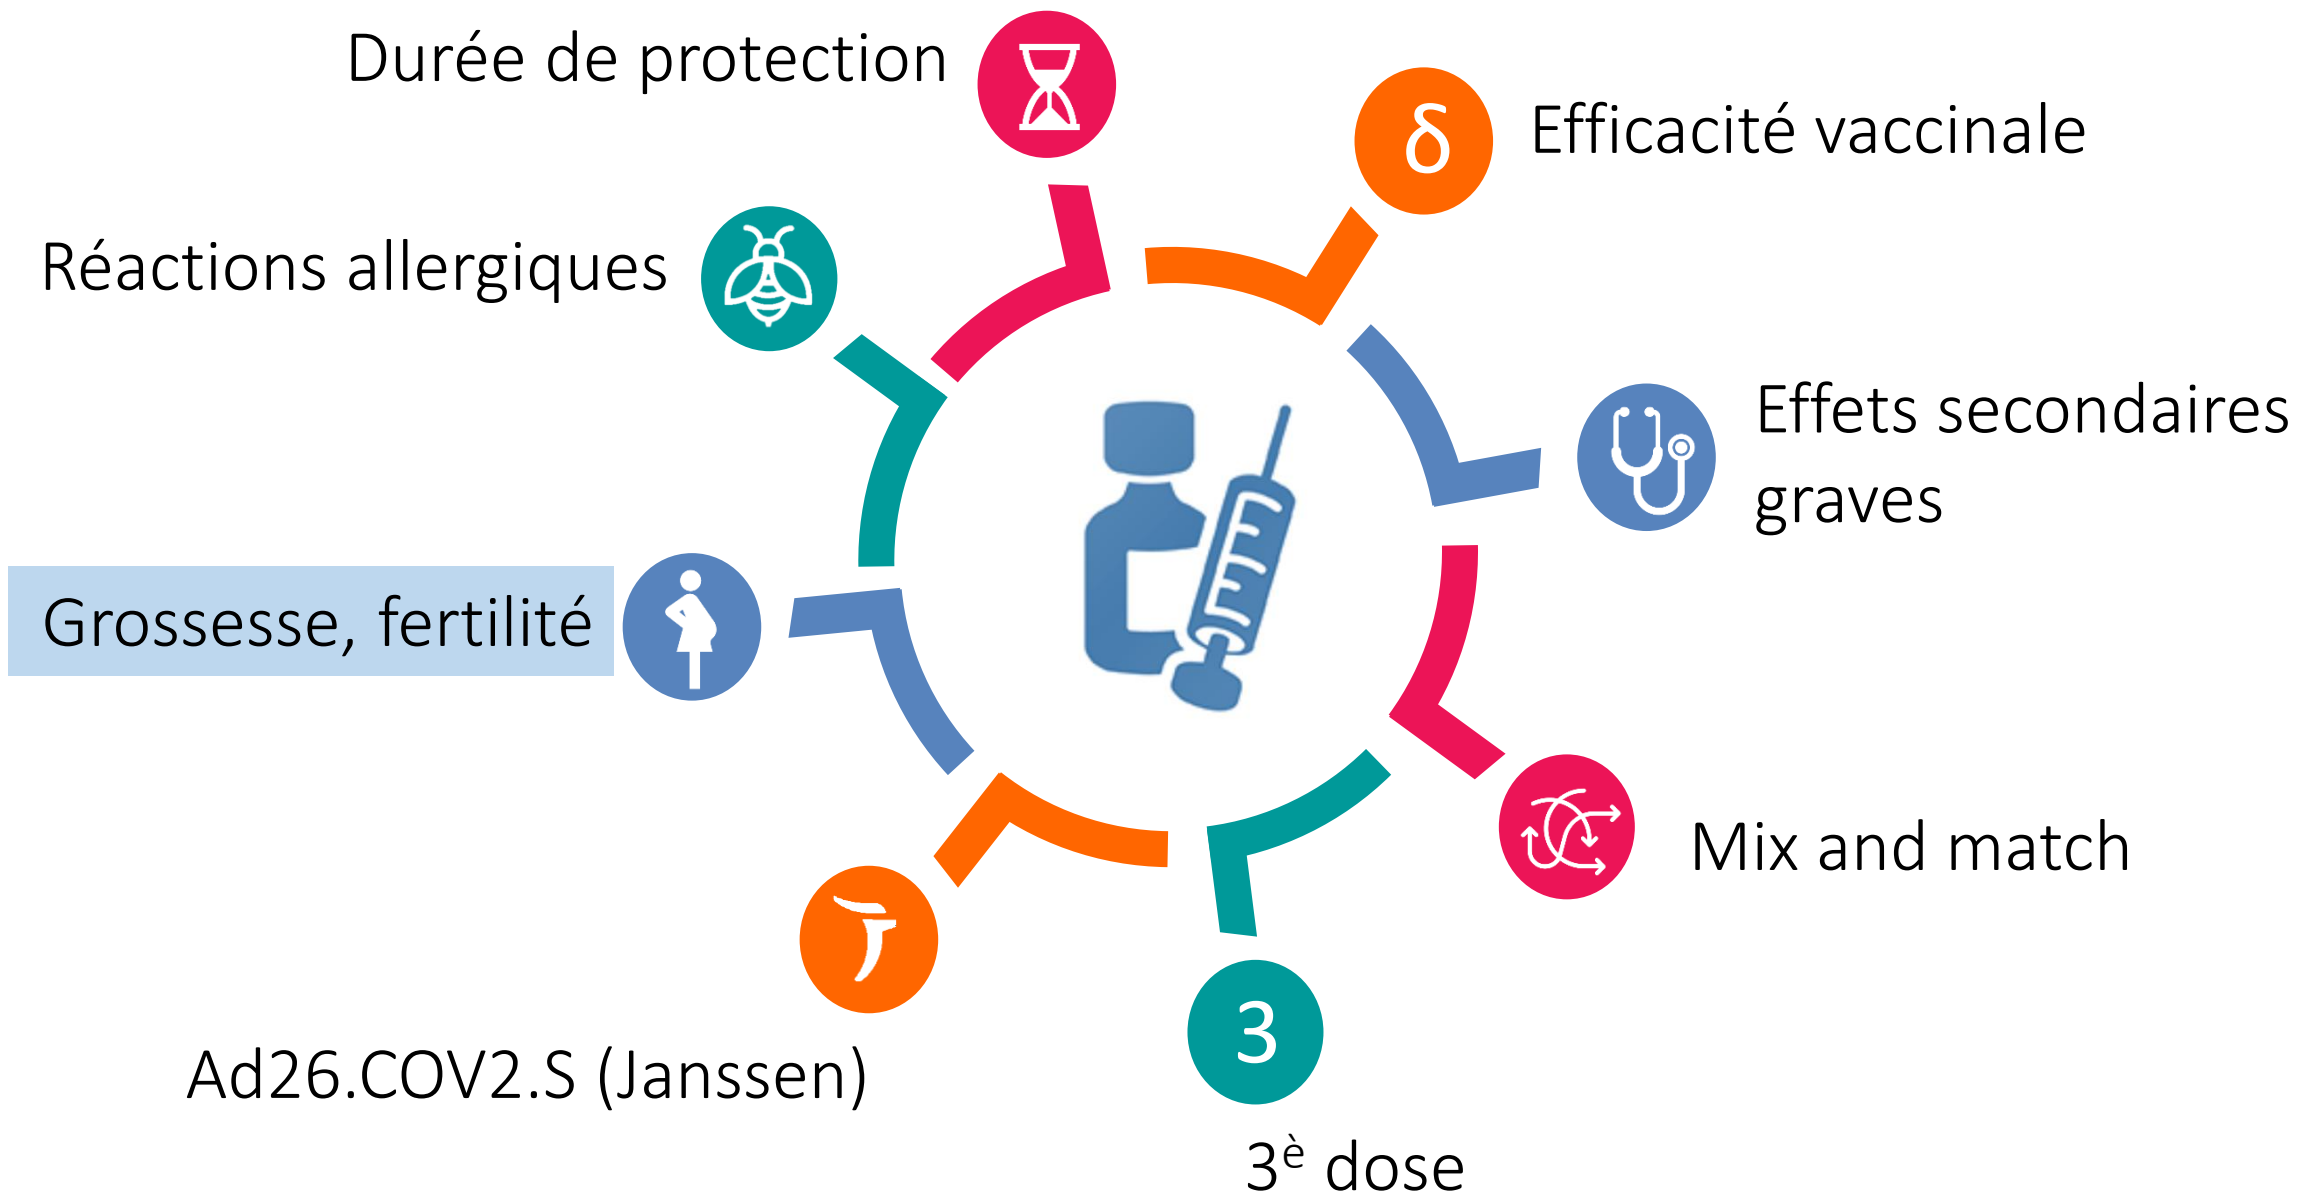 Durée de protection
δ
Efficacité vaccinale
Réactions allergiques
Effets secondaires
graves
Grossesse, fertilité
Mix and match
Ad26.COV2.S (Janssen)
3
3è dose